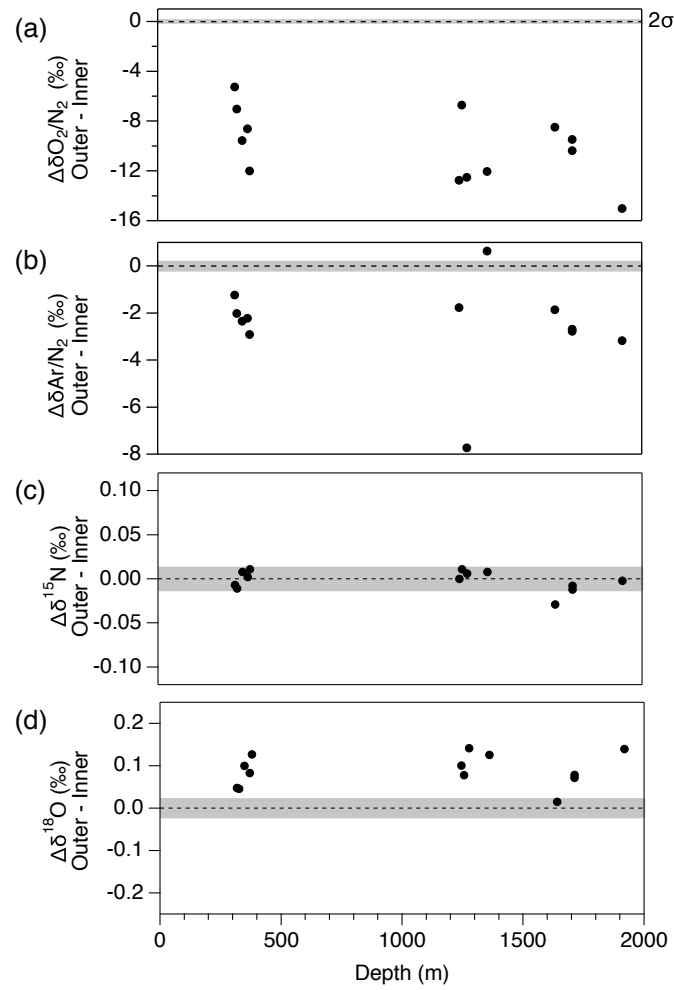 (a)
0
-4
-8
-12
-16
ΔδO₂/N₂ (‰)
Outer - Inner
2σ
(b)
0
-2
-4
-6
-8
ΔδAr/N₂ (‰)
Outer - Inner
(c)
0.10
0.05
0.00
-0.05
-0.10
Δδ¹⁵N (‰)
Outer - Inner
(d)
0.2
0.1
0.0
-0.1
-0.2
Δδ¹⁸O (‰)
Outer - Inner
0 500 1000 1500 2000
Depth (m)